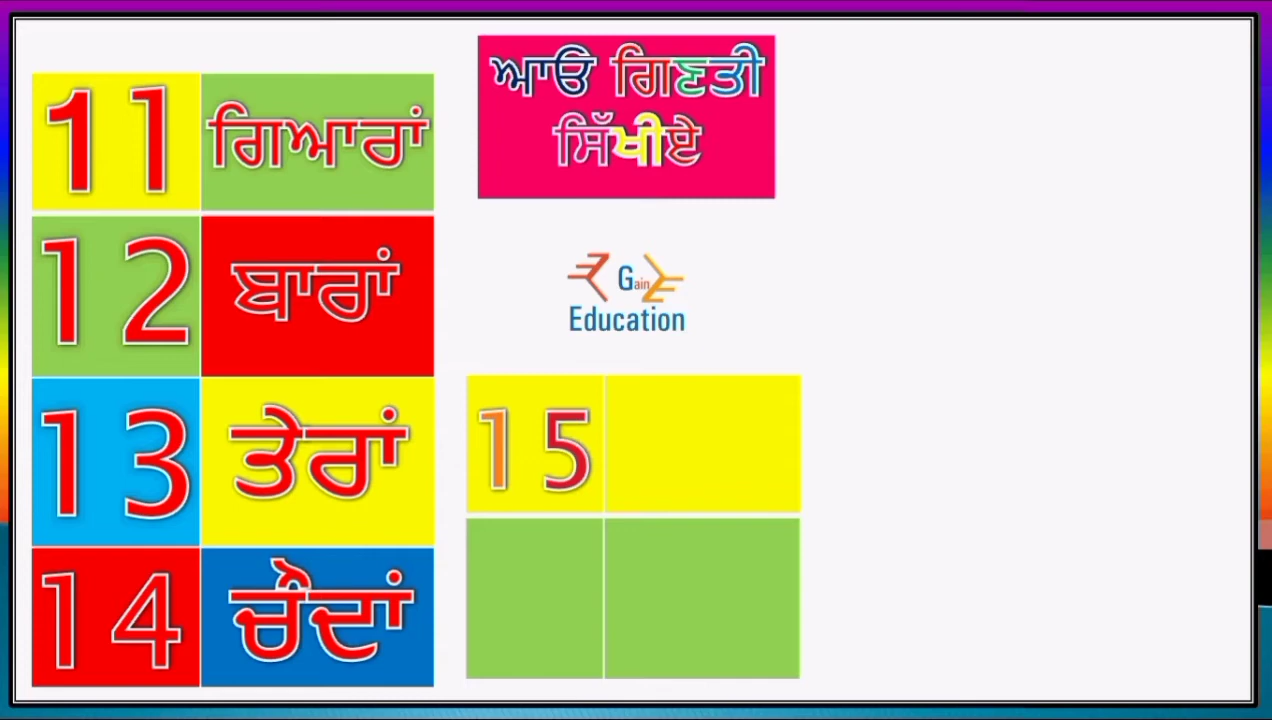 ਆਓ ਗਿਣਤੀ
ਸਿੱਖੀਏ
11 ਗਿਆਰਾਂ
12 ਬਾਰਾਂ
13 ਤੇਰਾਂ
14 ਚੌਦਾਂ
Gain
Education
15